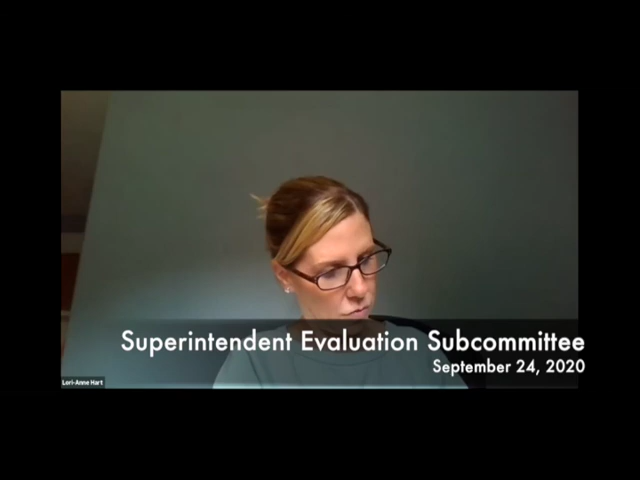 Superintendent Evaluation Subcommittee
September 24, 2020
Lori-Anne Hart